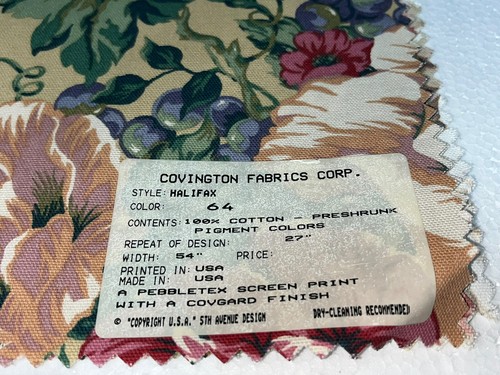 COVINGTON FABRICS CORP.
STYLE: HALIFAX
COLOR: 64
CONTENTS: 100% COTTON - PRESHRUNK
PIGMENT COLORS
REPEAT OF DESIGN: 27"
WIDTH: 54" PRICE:
PRINTED IN: USA
MADE IN: USA
A PEBBLETEX SCREEN PRINT
WITH A COVGARD FINISH
© "COPYRIGHT U.S.A." 5TH AVENUE DESIGN DRY-CLEANING RECOMMENDED